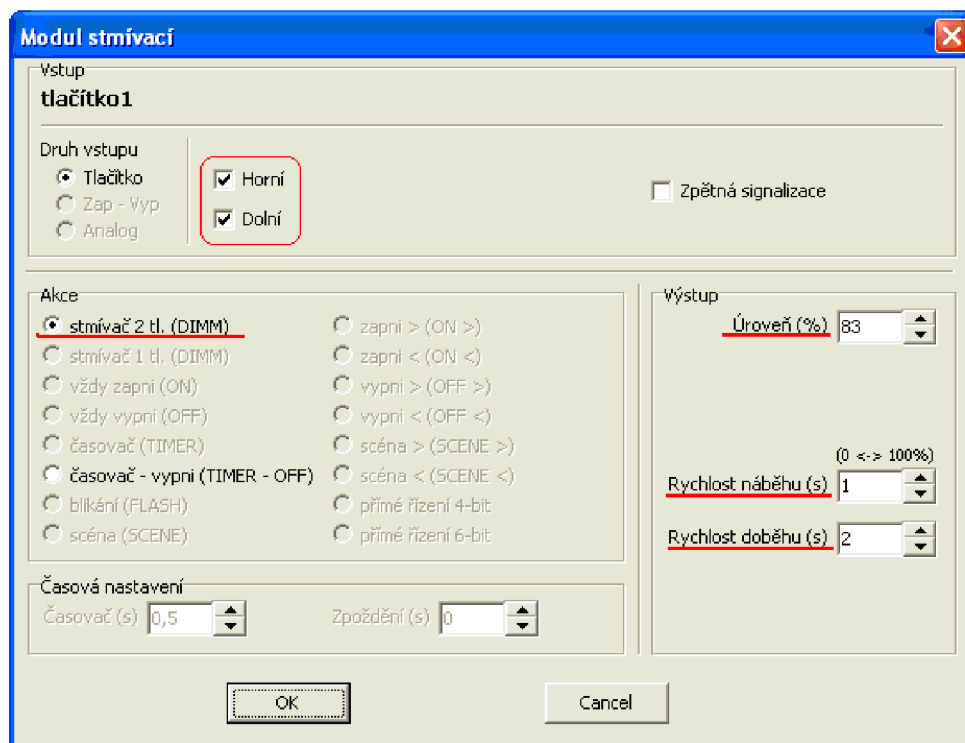 Modul stmívací
Vstup
tlačítko1
Druh vstupu
Tlačítko
Zap - Vyp
Analog
Horní
Dolní
Zpětná signalizace
Akce
stmívač 2 tl. (DIMM)
stmívač 1 tl. (DIMM)
vždy zapni (ON)
vždy vypni (OFF)
časovač (TIMER)
časovač - vypni (TIMER - OFF)
blikání (FLASH)
scéna (SCENE)
zapni > (ON >)
zapni < (ON <)
vypni > (OFF >)
vypni < (OFF <)
scéna > (SCENE >)
scéna < (SCENE <)
přímé řízení 4-bit
přímé řízení 6-bit
Výstup
Úroveň (%) 83
(0 <-> 100%)
Rychlost náběhu (s) 1
Rychlost doběhu (s) 2
Časová nastavení
Časovač (s) 0,5
Zpoždění (s) 0
OK
Cancel